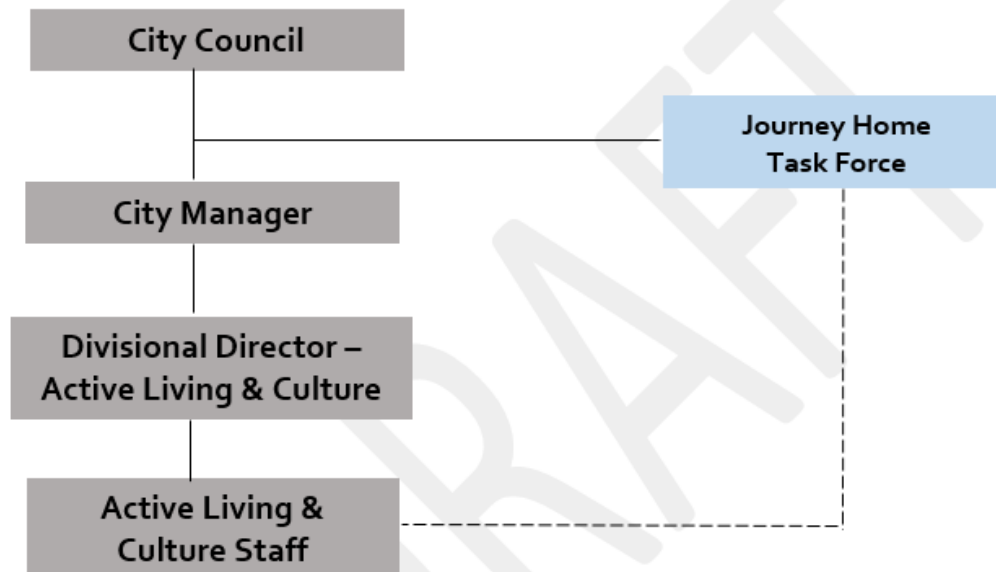 City Council
Journey Home
Task Force
City Manager
Divisional Director –
Active Living & Culture
Active Living &
Culture Staff
DRAFT